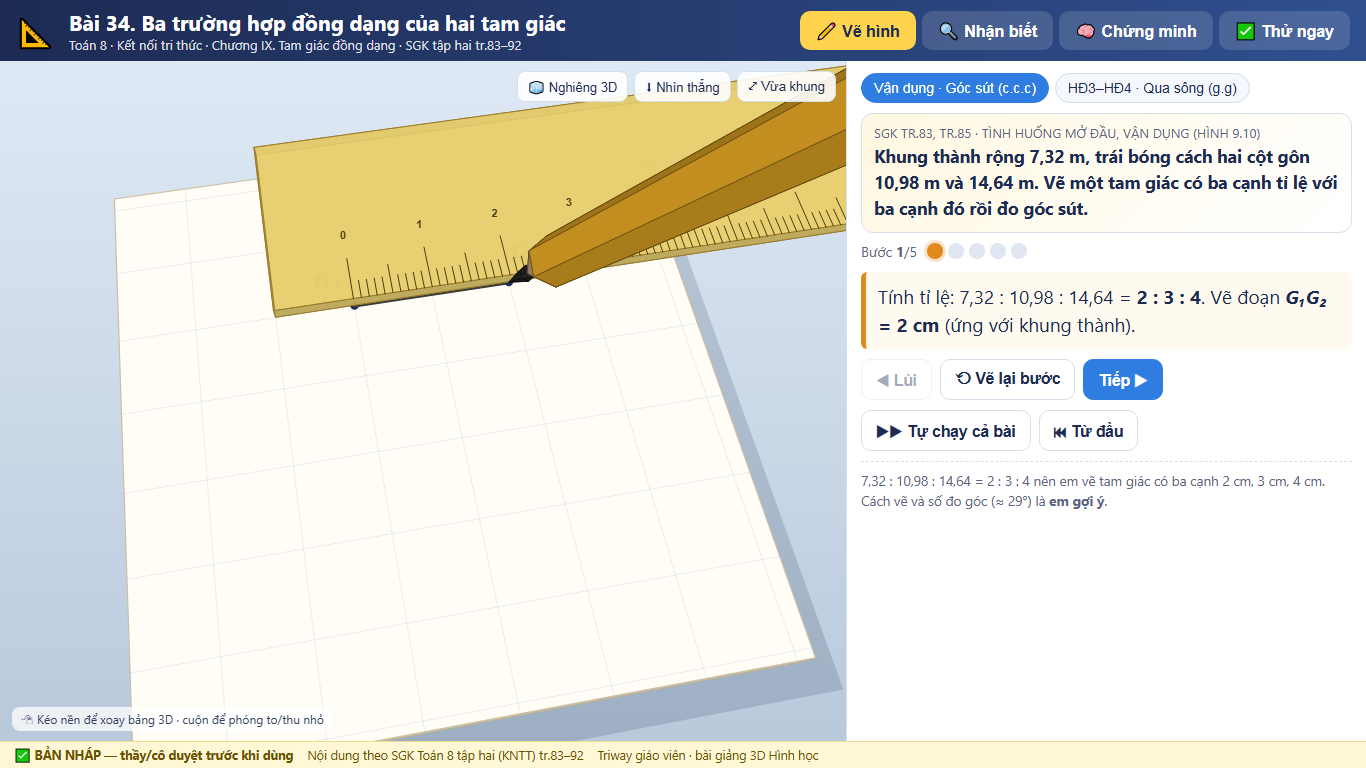 Bài 34. Ba trường hợp đồng dạng của hai tam giác
Toán 8 · Kết nối tri thức · Chương IX. Tam giác đồng dạng · SGK tập hai tr.83–92
Vẽ hình
Nhận biết
Chứng minh
Thử ngay
Nghiêng 3D
Nhìn thẳng
Vừa khung
0
1
2
3
Kéo nền để xoay bảng 3D · cuộn để phóng to/thu nhỏ
Vận dụng · Góc sút (c.c.c)
HĐ3–HĐ4 · Qua sông (g.g)
SGK TR.83, TR.85 · TÌNH HUỐNG MỞ ĐẦU, VẬN DỤNG (HÌNH 9.10)
Khung thành rộng 7,32 m, trái bóng cách hai cột gôn
10,98 m và 14,64 m. Vẽ một tam giác có ba cạnh tỉ lệ với
ba cạnh đó rồi đo góc sút.
Bước 1/5
Tính tỉ lệ: 7,32 : 10,98 : 14,64 = 2 : 3 : 4. Vẽ đoạn G₁G₂
= 2 cm (ứng với khung thành).
◀ Lùi
Vẽ lại bước
Tiếp ▶
▶▶ Tự chạy cả bài
⏮ Từ đầu
7,32 : 10,98 : 14,64 = 2 : 3 : 4 nên em vẽ tam giác có ba cạnh 2 cm, 3 cm, 4 cm.
Cách vẽ và số đo góc (≈ 29°) là em gợi ý.
BẢN NHÁP — thầy/cô duyệt trước khi dùng
Nội dung theo SGK Toán 8 tập hai (KNTT) tr.83–92
Triway giáo viên · bài giảng 3D Hình học